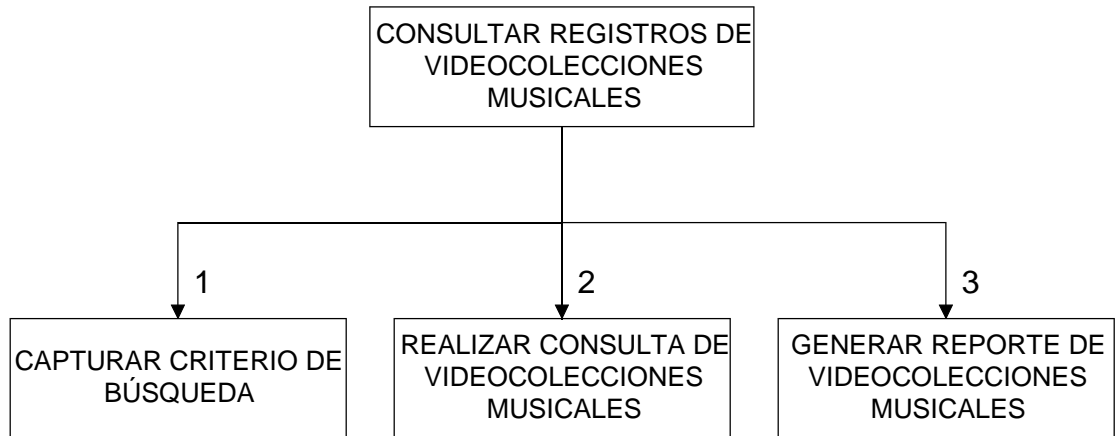 CONSULTAR REGISTROS DE
VIDEOCOLECCIONES
MUSICALES
1
2
3
CAPTURAR CRITERIO DE
BÚSQUEDA
REALIZAR CONSULTA DE
VIDEOCOLECCIONES
MUSICALES
GENERAR REPORTE DE
VIDEOCOLECCIONES
MUSICALES